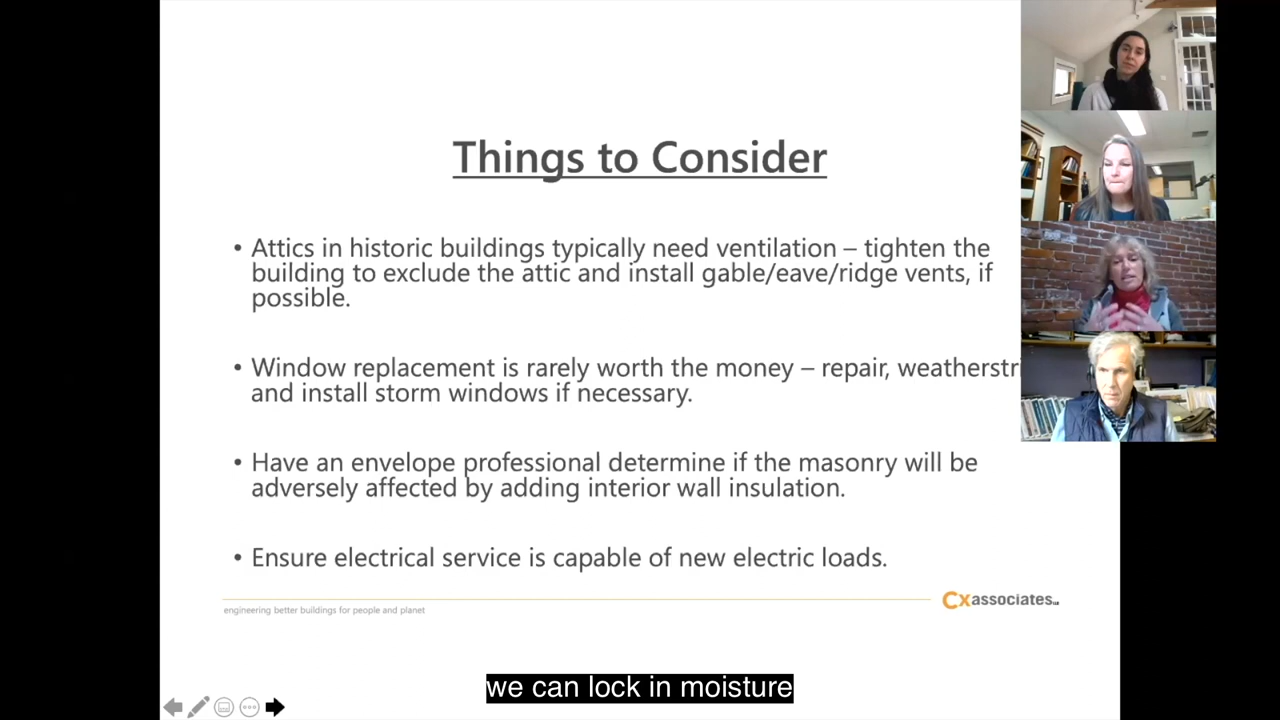 Things to Consider
• Attics in historic buildings typically need ventilation – tighten the
building to exclude the attic and install gable/eave/ridge vents, if
possible.
• Window replacement is rarely worth the money – repair, weatherstri
and install storm windows if necessary.
• Have an envelope professional determine if the masonry will be
adversely affected by adding interior wall insulation.
• Ensure electrical service is capable of new electric loads.
engineering better buildings for people and planet
Cxassociates
we can lock in moisture